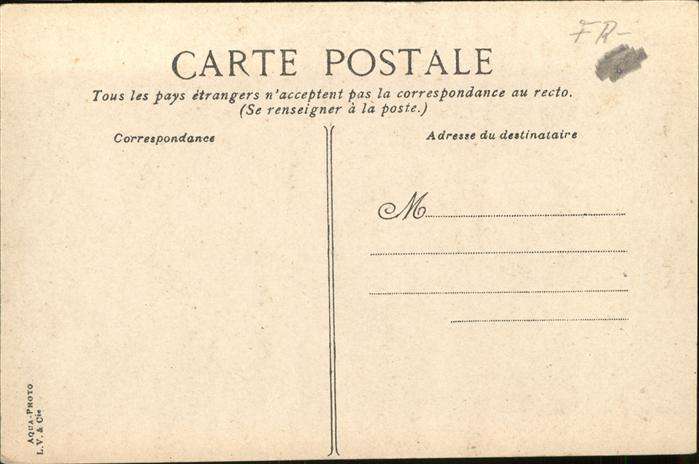 FR-
CARTE POSTALE
Tous les pays étrangers n'acceptent pas la correspondance au recto.
(Se renseigner à la poste.)
Correspondance
Adresse du destinataire
M
AQUA-PHOTO
L.V. & Cie